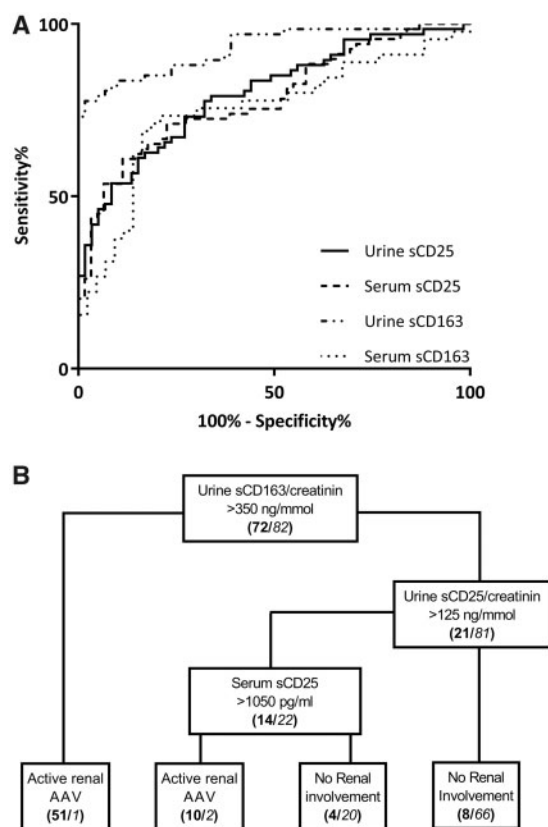 A
100
50
0
Sensitivity%
0
50
100
100% - Specificity%
Urine sCD25
Serum sCD25
Urine sCD163
Serum sCD163
B
Urine sCD163/creatinin
>350 ng/mmol
(72/82)
Urine sCD25/creatinin
>125 ng/mmol
(21/81)
Serum sCD25
>1050 pg/ml
(14/22)
Active renal
AAV
(51/1)
Active renal
AAV
(10/2)
No Renal
involvement
(4/20)
No Renal
Involvement
(8/66)